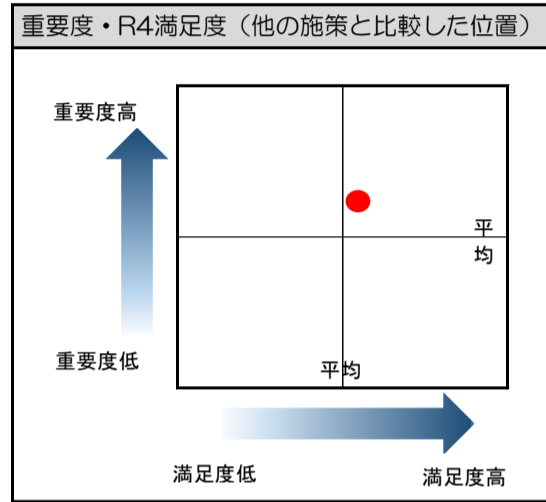 重要度・R4満足度（他の施策と比較した位置）
重要度高
平均
重要度低
平均
満足度低
満足度高